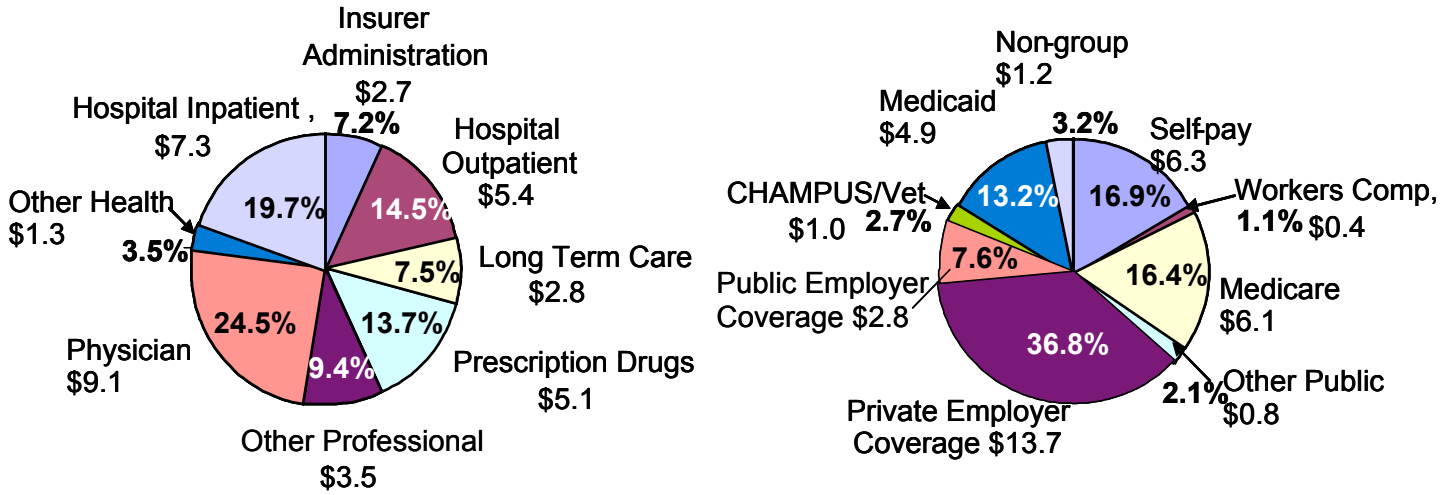 Insurer
Administration
$2.7
7.2%
Hospital
Outpatient
$5.4
14.5%
Long Term Care
$2.8
7.5%
Prescription Drugs
$5.1
13.7%
Other Professional
$3.5
9.4%
Physician
$9.1
24.5%
Other Health
$1.3
3.5%
Hospital Inpatient ,
$7.3
19.7%
Non-group
$1.2
3.2%
Self-pay
$6.3
16.9%
Workers Comp,
1.1% $0.4
Medicare
$6.1
16.4%
Other Public
$0.8
2.1%
Private Employer
Coverage $13.7
36.8%
Public Employer
Coverage $2.8
7.6%
CHAMPUS/Vet
$1.0 2.7%
Medicaid
$4.9
13.2%